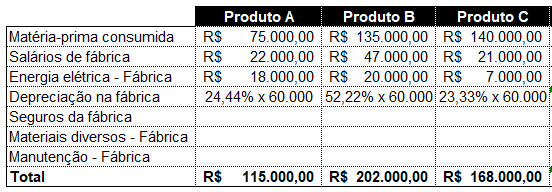 Produto A Produto B Produto C
Matéria-prima consumida R$ 75.000,00 R$ 135.000,00 R$ 140.000,00
Salários de fábrica R$ 22.000,00 R$ 47.000,00 R$ 21.000,00
Energia elétrica - Fábrica R$ 18.000,00 R$ 20.000,00 R$ 7.000,00
Depreciação na fábrica 24,44% x 60.000 52,22% x 60.000 23,33% x 60.000
Seguros da fábrica
Materiais diversos - Fábrica
Manutenção - Fábrica
Total R$ 115.000,00 R$ 202.000,00 R$ 168.000,00